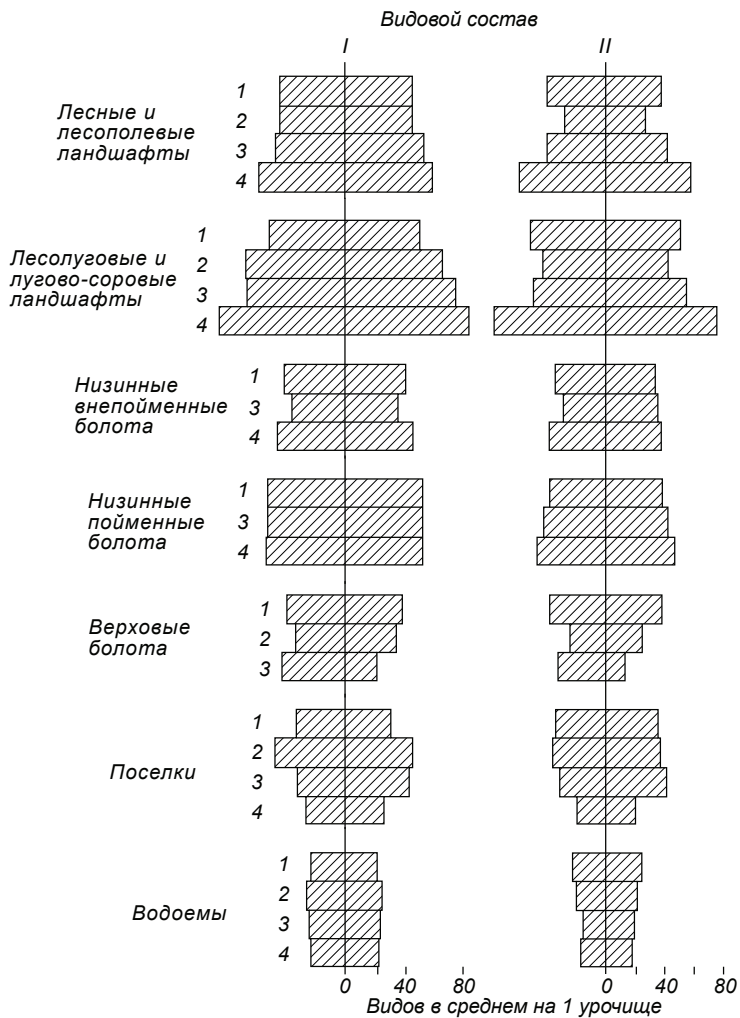 Видовой состав
I II
Лесные и
лесополевые
ландшафты
1
2
3
4
Лесолуговые и
лугово-соровые
ландшафты
1
2
3
4
Низинные
внепойменные
болота
1
3
4
Низинные
пойменные
болота
1
3
4
Верховые
болота
1
2
3
Поселки
1
2
3
4
Водоемы
1
2
3
4
0 40 80 0 40 80
Видов в среднем на 1 урочище